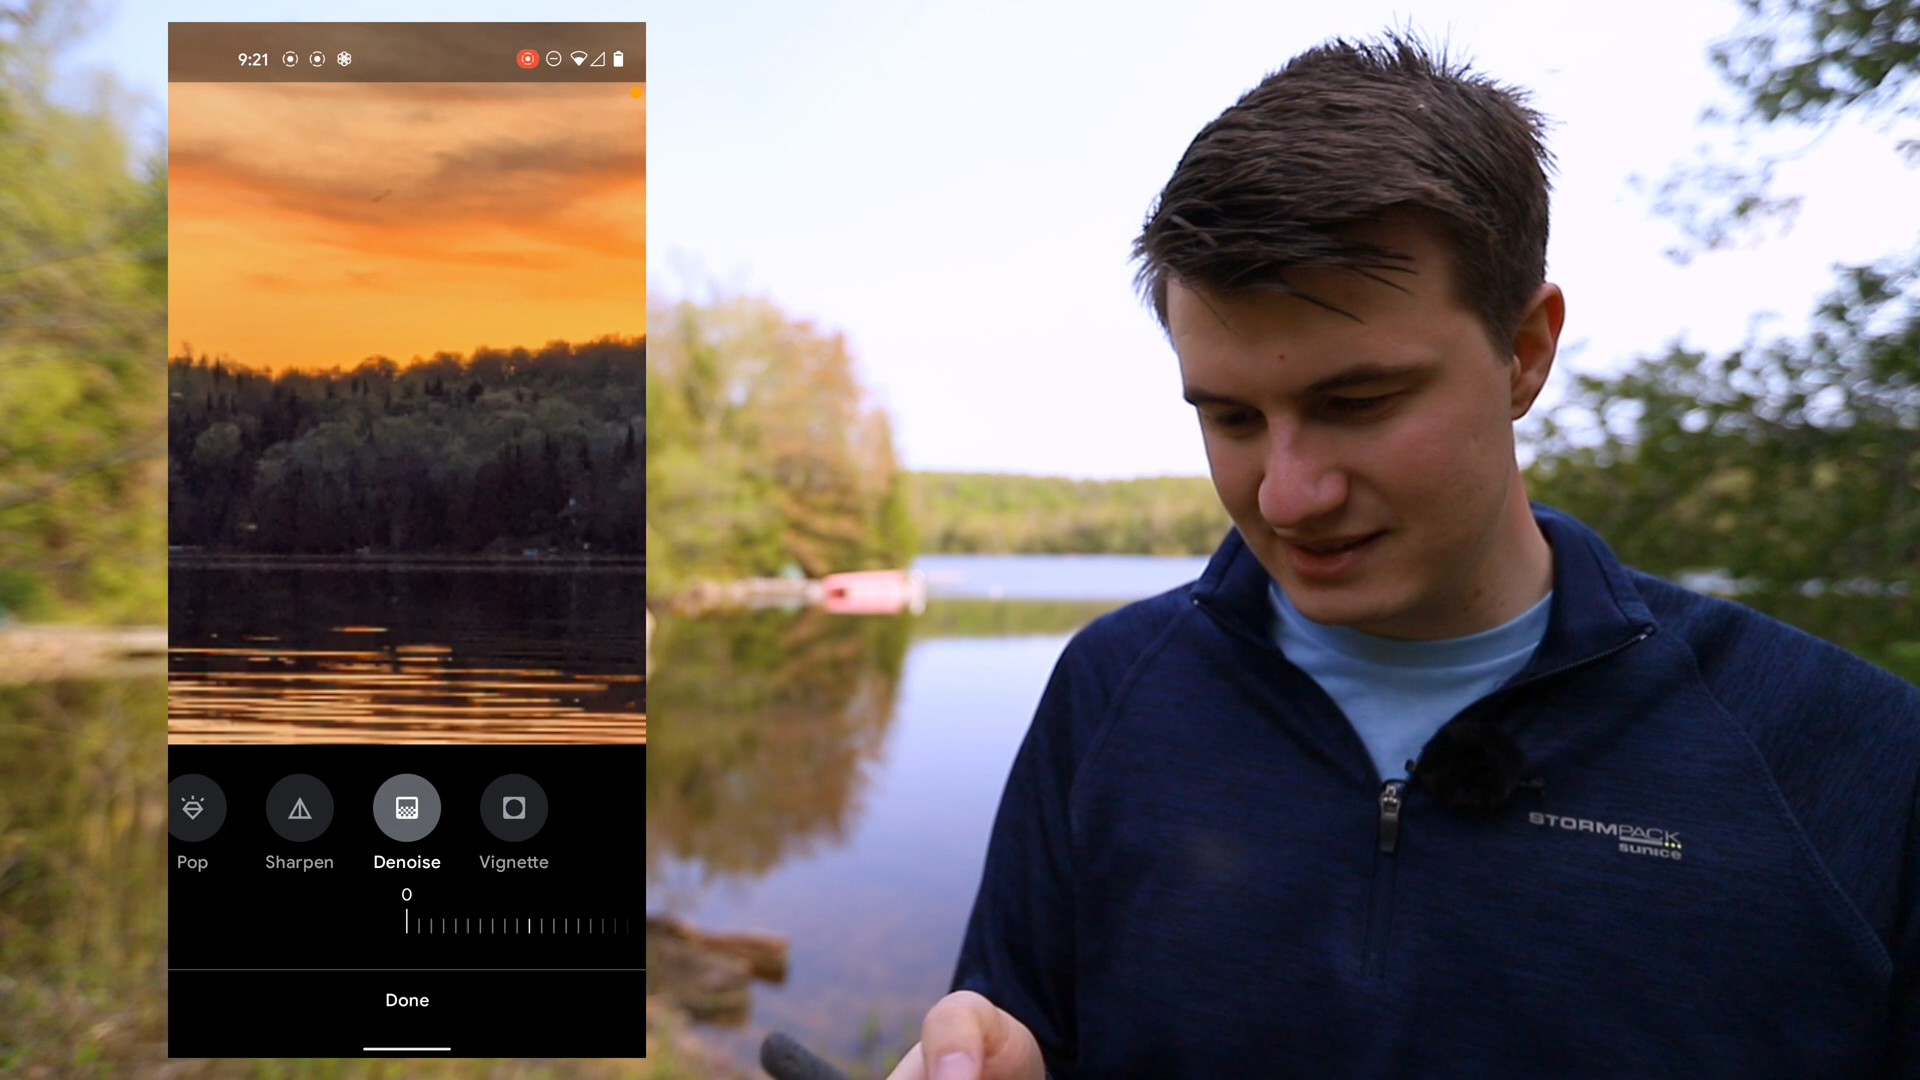 9:21
Pop Sharpen Denoise Vignette
0
Done
STORMPACK
sunice